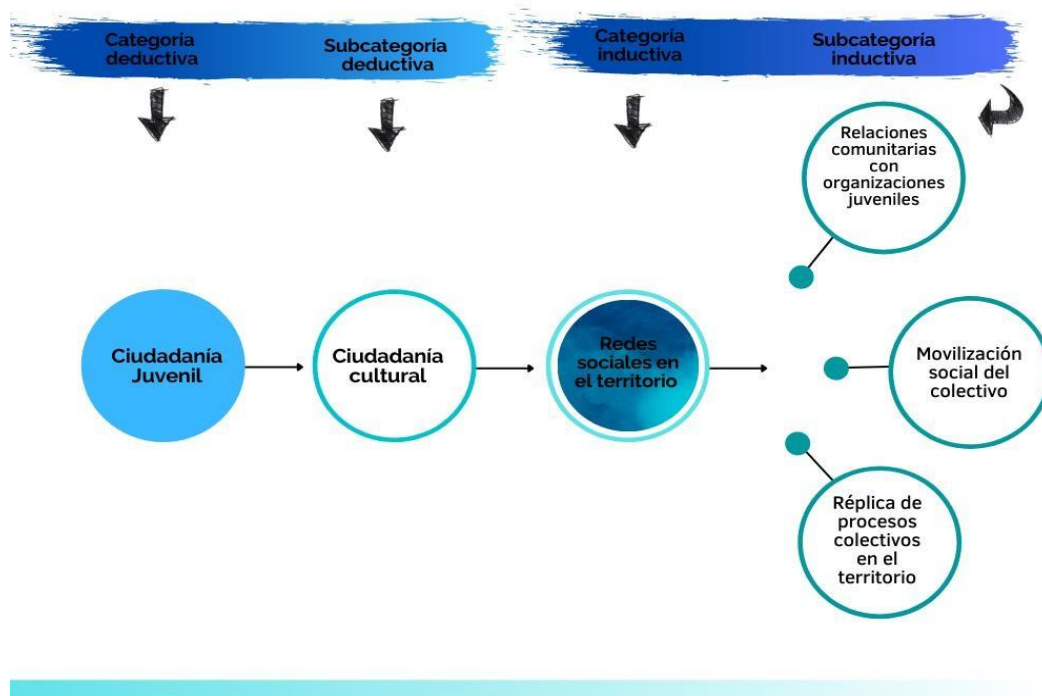 Categoría
deductiva
Subcategoría
deductiva
Categoría
inductiva
Subcategoría
inductiva
Relaciones
comunitarias
con
organizaciones
juveniles
Ciudadanía
Juvenil
Ciudadanía
cultural
Redes
sociales en
el territorio
Movilización
social del
colectivo
Réplica de
procesos
colectivos
en el
territorio